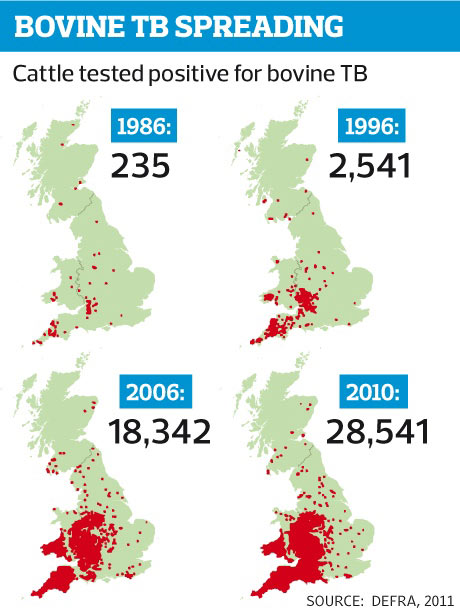 BOVINE TB SPREADING
Cattle tested positive for bovine TB
1986:
235
1996:
2,541
2006:
18,342
2010:
28,541
SOURCE: DEFRA, 2011